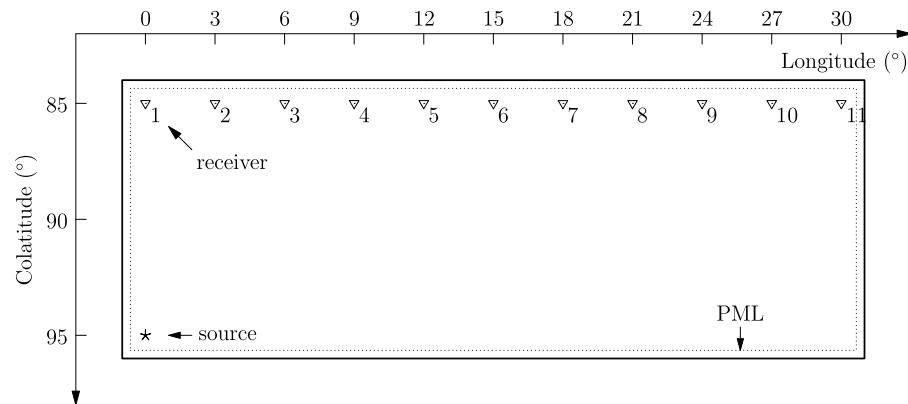 0 3 6 9 12 15 18 21 24 27 30
Longitude (°)
85
1 2 3 4 5 6 7 8 9 10 11
receiver
Colatitude (°)
90
PML
95
source